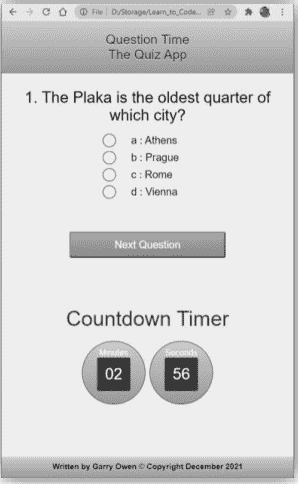 File
D:/Storage/Learn_to_Code...
Question Time
The Quiz App
1. The Plaka is the oldest quarter of
which city?
a : Athens
b : Prague
c : Rome
d : Vienna
Next Question
Countdown Timer
Minutes Seconds
02 56
Written by Garry Owen © Copyright December 2021